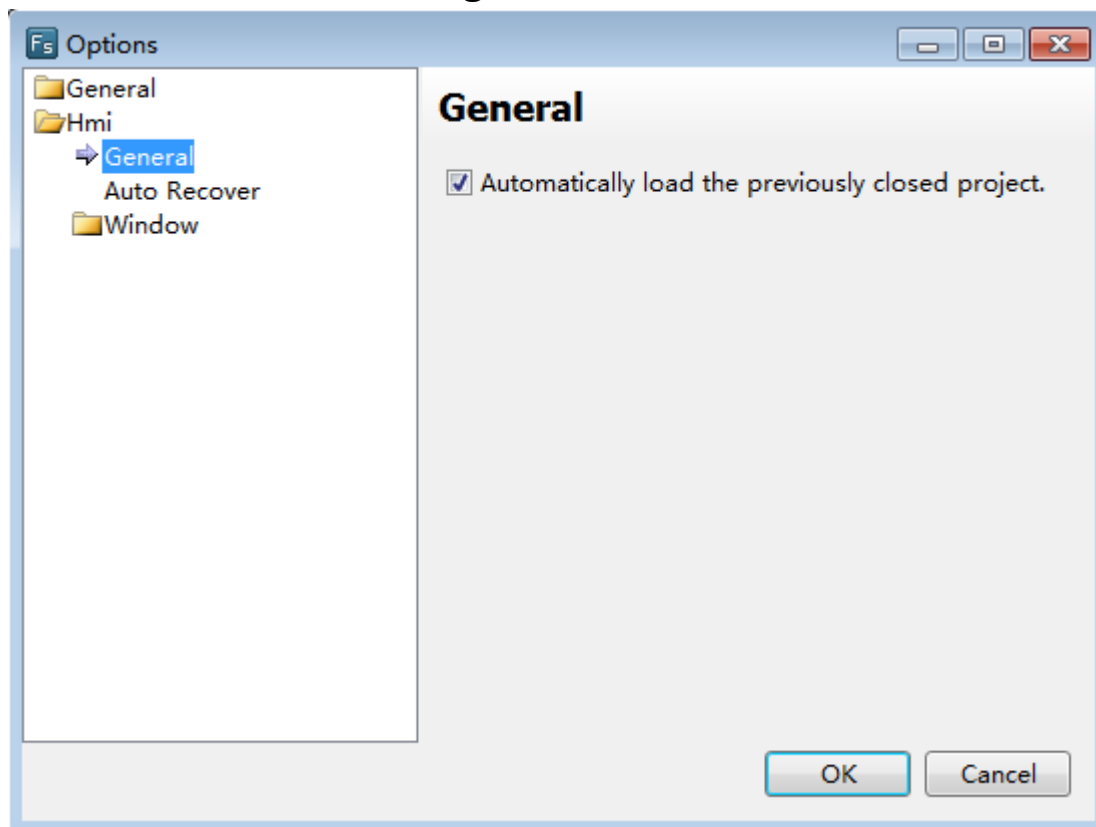 Fs Options
General
Hmi
General
Auto Recover
Window
General
Automatically load the previously closed project.
OK Cancel